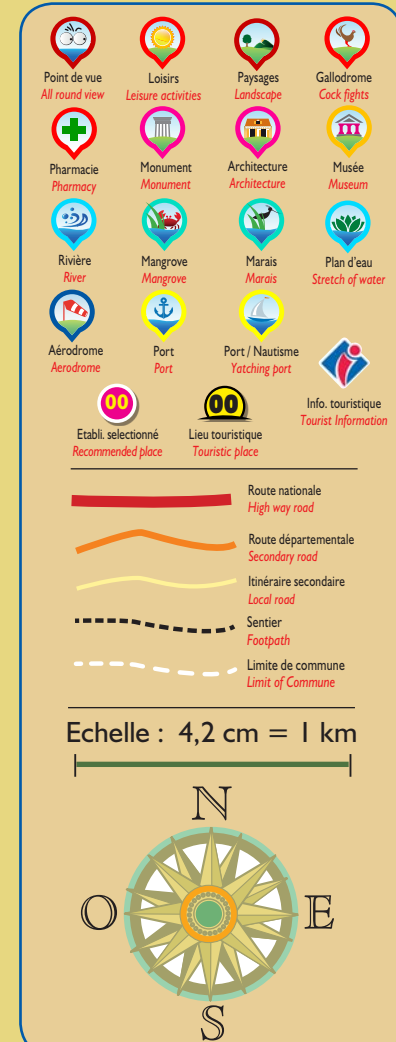 Point de vue
All round view
Loisirs
Leisure activities
Paysages
Landscape
Gallodrome
Cock fights
Pharmacie
Pharmacy
Monument
Monument
Architecture
Architecture
Musée
Museum
Rivière
River
Mangrove
Mangrove
Marais
Marais
Plan d'eau
Stretch of water
Aérodrome
Aerodrome
Port
Port
Port / Nautisme
Yatching port
Info. touristique
Tourist Information
00
Etabli. selectionné
Recommended place
00
Lieu touristique
Touristic place
Route nationale
High way road
Route départementale
Secondary road
Itinéraire secondaire
Local road
Sentier
Footpath
Limite de commune
Limit of Commune
Echelle : 4,2 cm = 1 km
N
O
E
S